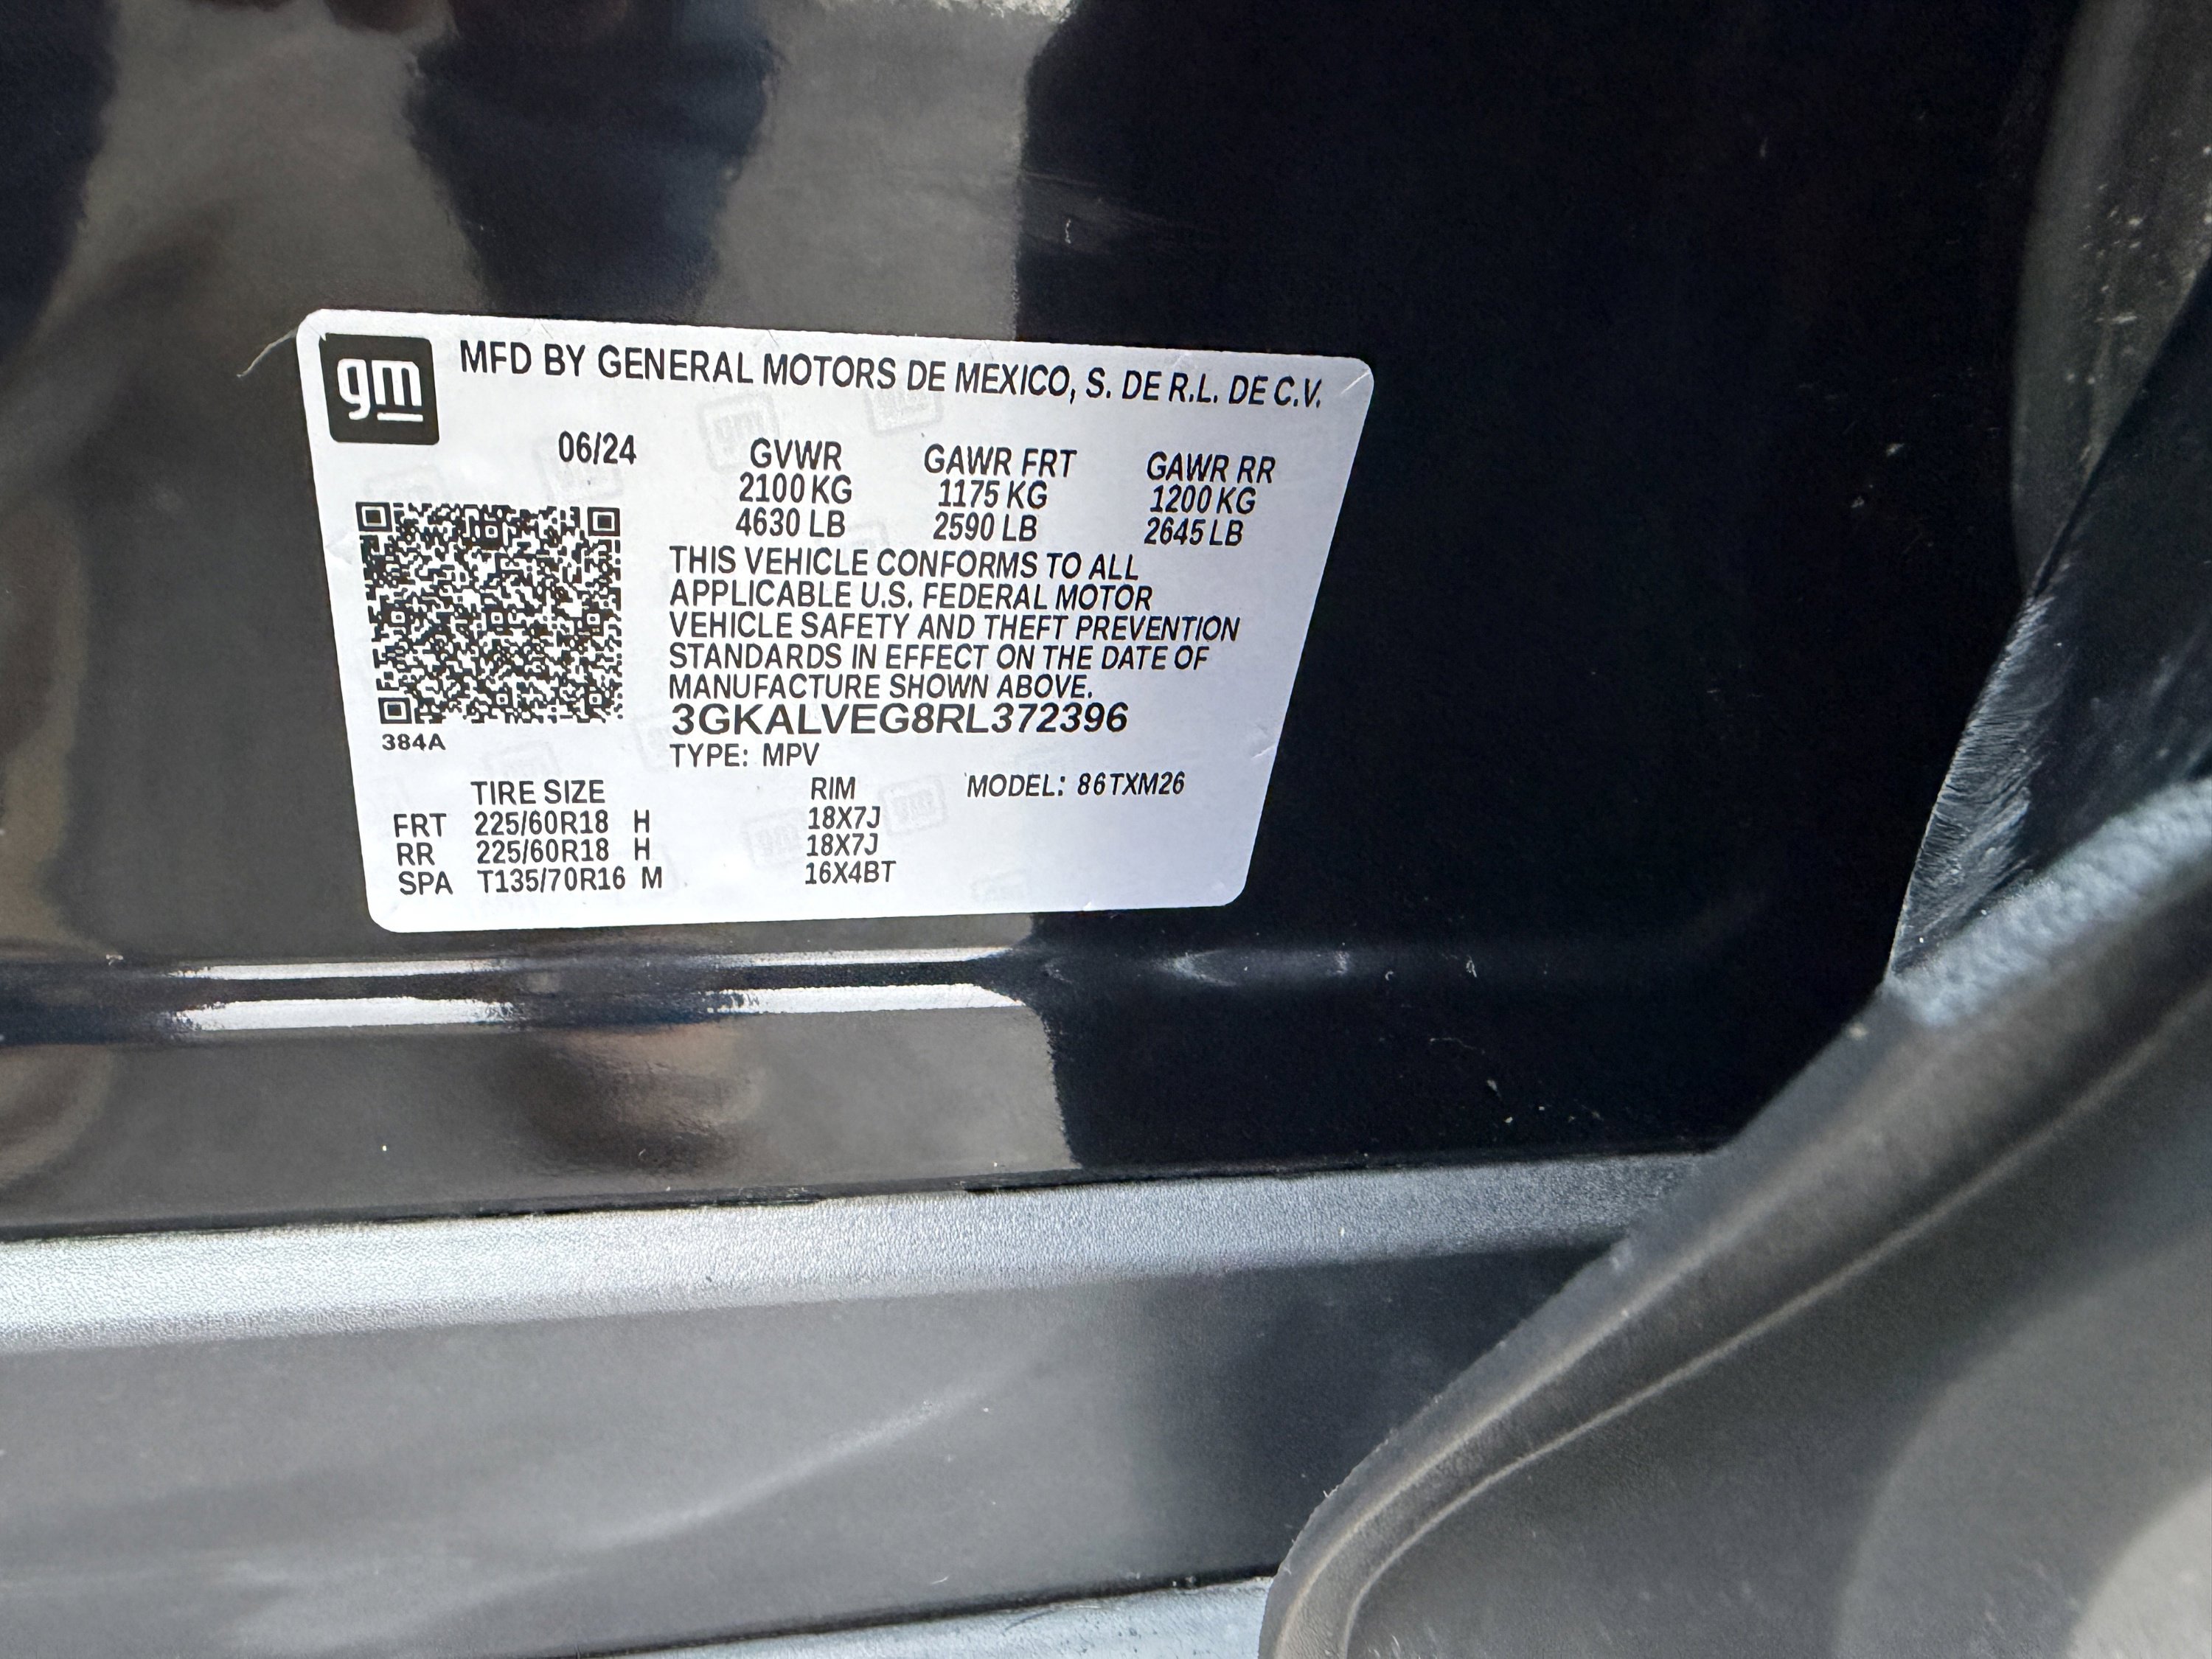 gm
MFD BY GENERAL MOTORS DE MEXICO, S. DE R.L. DE C.V.
06/24
GVWR GAWR FRT GAWR RR
2100 KG 1175 KG 1200 KG
4630 LB 2590 LB 2645 LB
THIS VEHICLE CONFORMS TO ALL
APPLICABLE U.S. FEDERAL MOTOR
VEHICLE SAFETY AND THEFT PREVENTION
STANDARDS IN EFFECT ON THE DATE OF
MANUFACTURE SHOWN ABOVE.
3GKALVEG8RL372396
384A
TYPE: MPV
TIRE SIZE RIM MODEL: 86TXM26
FRT 225/60R18 H 18X7J
RR 225/60R18 H 18X7J
SPA T135/70R16 M 16X4BT